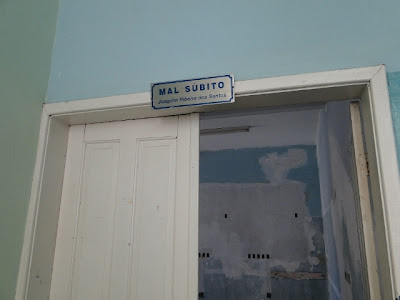 MAL SUBITO
Joaquim Ribeiro dos Santos